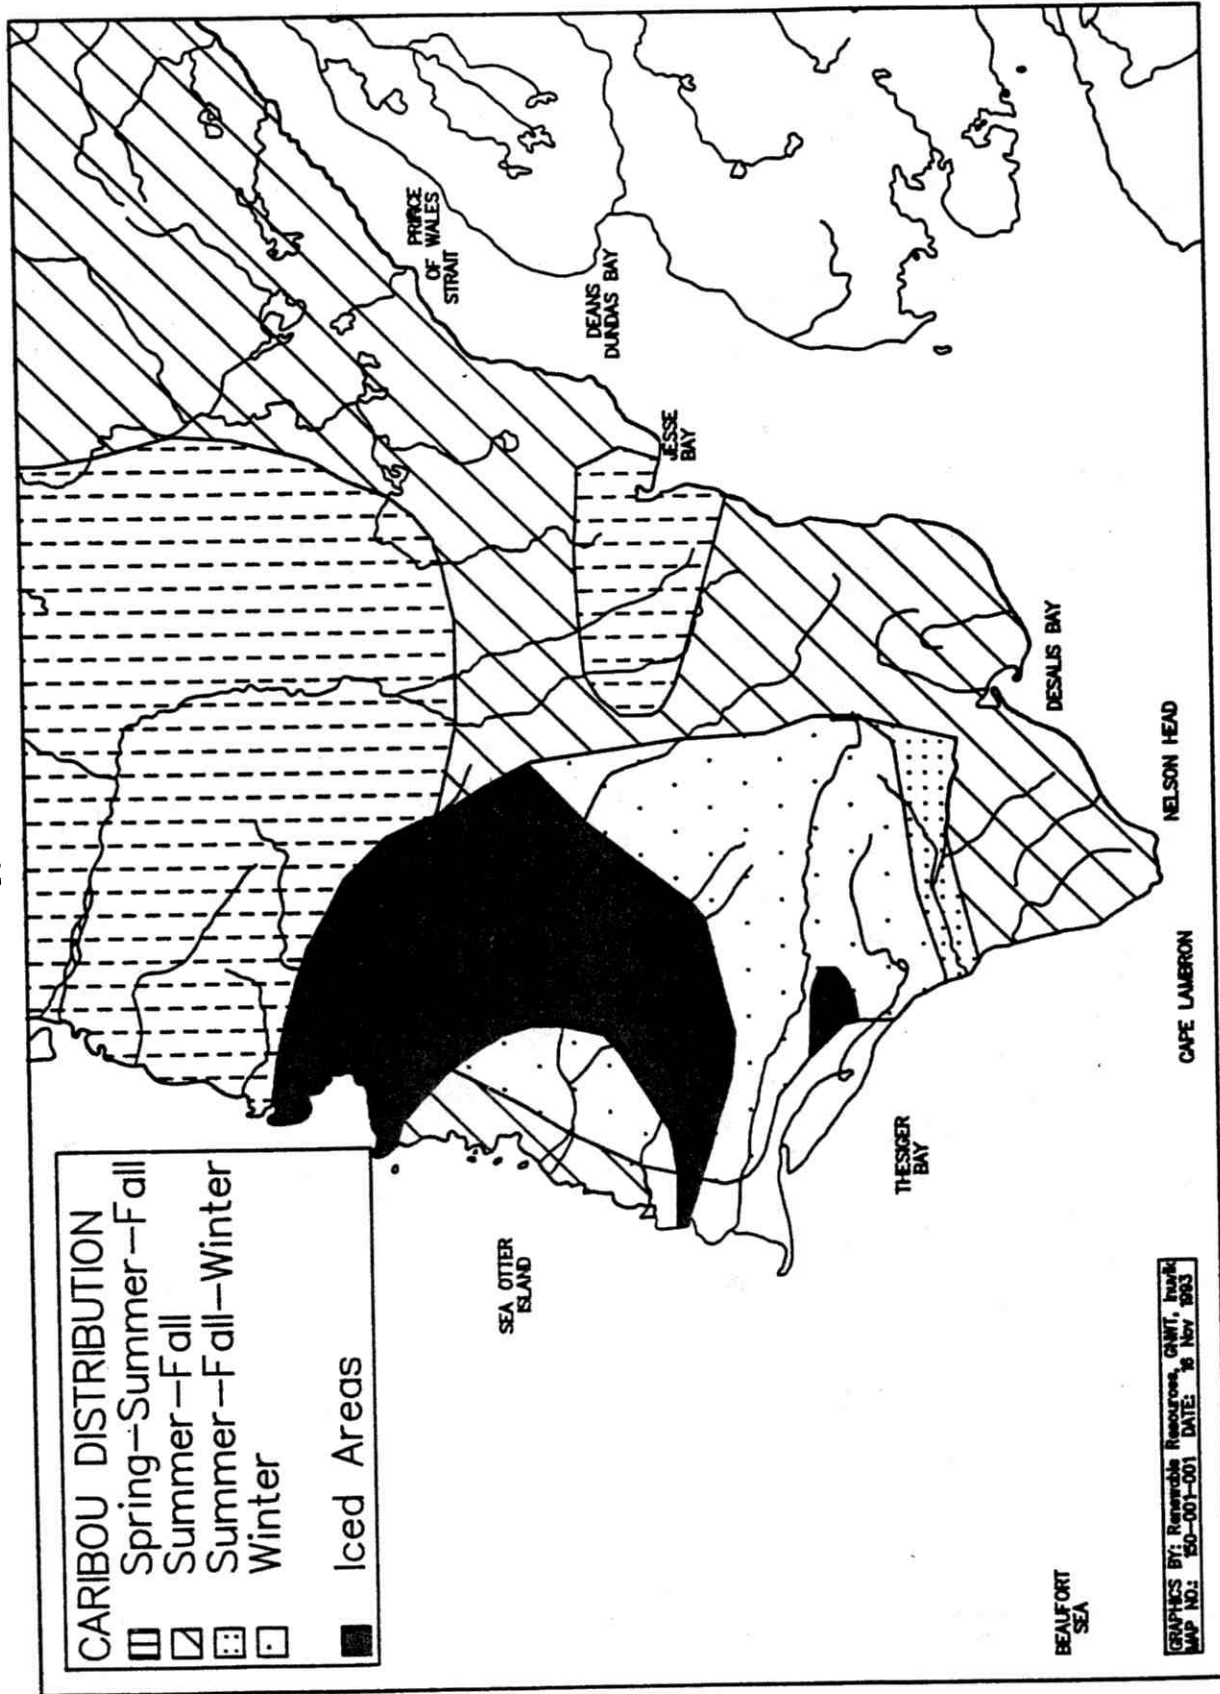 CARIBOU DISTRIBUTION
Spring-Summer-Fall
Summer-Fall
Summer-Fall-Winter
Winter
Iced Areas
PRINCE
OF WALES
STRAIT
DEANS
DUNDAS BAY
JESSE
BAY
DESALIS BAY
NELSON HEAD
CAPE LAMBRON
THESIGER
BAY
SEA OTTER
ISLAND
BEAUFORT
SEA
GRAPHICS BY: Renewable Resources, GNWT, Inuvik
MAP NO.: 150-001-001 DATE: 16 Nov 1993